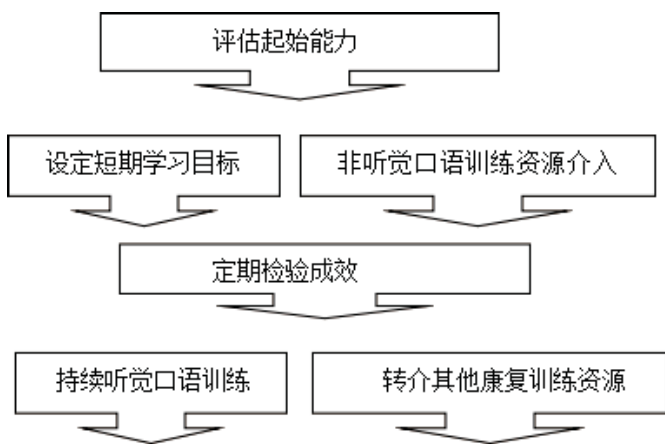 评估起始能力
设定短期学习目标
非听觉口语训练资源介入
定期检验成效
持续听觉口语训练
转介其他康复训练资源